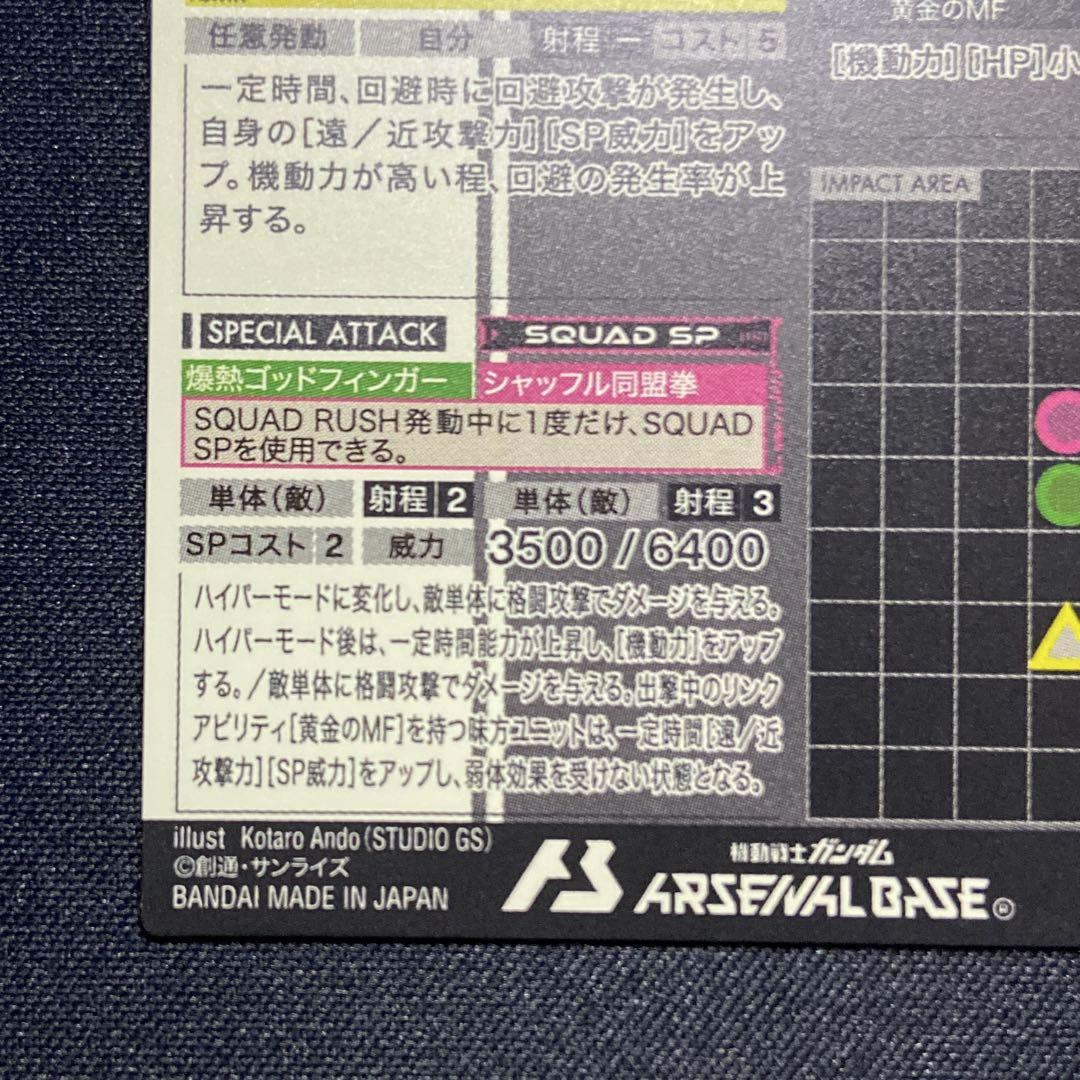 任意発動 自分 射程 ー コスト 5
一定時間、回避時に回避攻撃が発生し、
自身の[遠／近攻撃力][SP威力]をアッ
プ。機動力が高い程、回避の発生率が上
昇する。
黄金のMF
[機動力][HP]小
IMPACT AREA
SPECIAL ATTACK SQUAD SP
爆熱ゴッドフィンガー シャッフル同盟拳
SQUAD RUSH発動中に1度だけ、SQUAD
SPを使用できる。
単体(敵) 射程 2 単体(敵) 射程 3
SPコスト 2 威力 3500 / 6400
ハイパーモードに変化し、敵単体に格闘攻撃でダメージを与える。
ハイパーモード後は、一定時間能力が上昇し、[機動力]をアップ
する。／敵単体に格闘攻撃でダメージを与える。出撃中のリンク
アビリティ[黄金のMF]を持つ味方ユニットは、一定時間[遠／近
攻撃力][SP威力]をアップし、弱体効果を受けない状態となる。
illust Kotaro Ando (STUDIO GS)
©創通・サンライズ
BANDAI MADE IN JAPAN
AB 機動戦士ガンダム
ARSENAL BASE ®